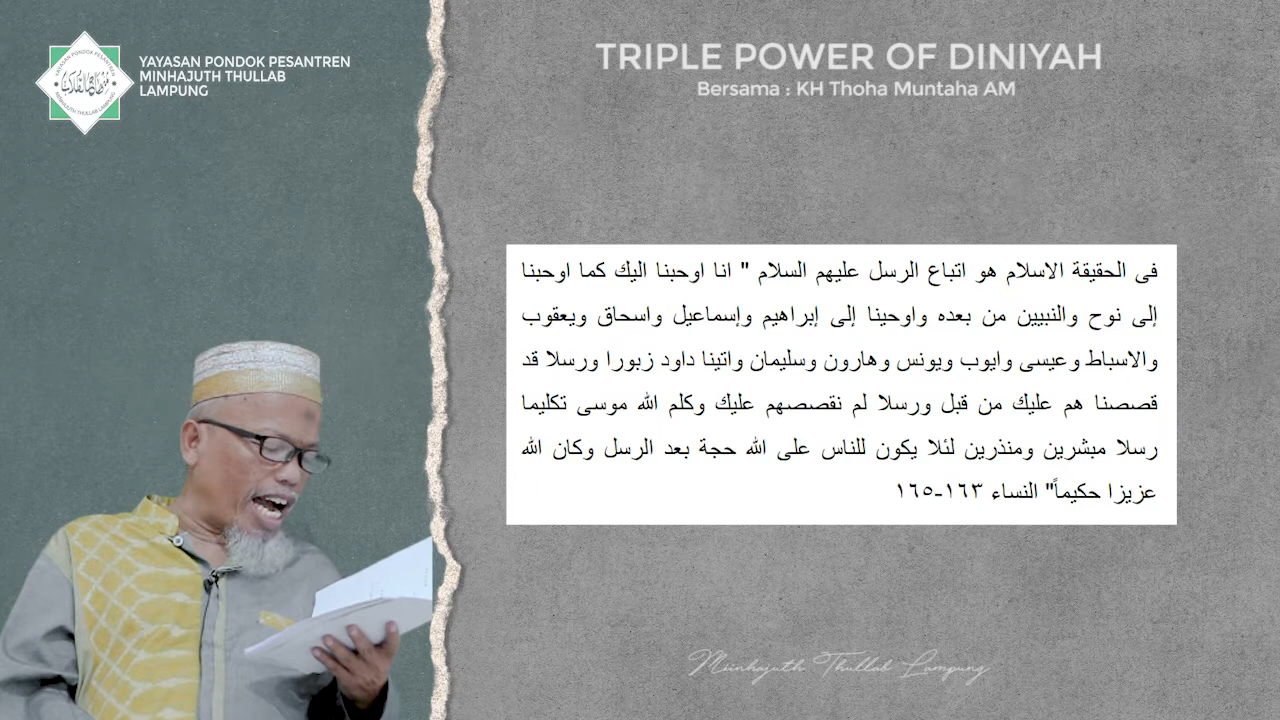 YAYASAN PONDOK PESANTREN
MINHAJUTH THULLAB
LAMPUNG
TRIPLE POWER OF DINIYAH
Bersama : KH Thoha Muntaha AM
فى الحقيقة الاسلام هو اتباع الرسل عليهم السلام " انا اوحبنا اليك كما اوحبنا
إلى نوح والنبيين من بعده واوحينا إلى إبراهيم وإسماعيل واسحاق ويعقوب
والاسباط وعيسى وايوب ويونس وهارون وسليمان واتينا داود زبورا ورسلا قد
قصصنا هم عليك من قبل ورسلا لم نقصصهم عليك وكلم الله موسى تكليما
رسلا مبشرين ومنذرين لئلا يكون للناس على الله حجة بعد الرسل وكان الله
عزيزا حكيماً" النساء ١٦٣-١٦٥
Miinhajuth Thullab Lampung